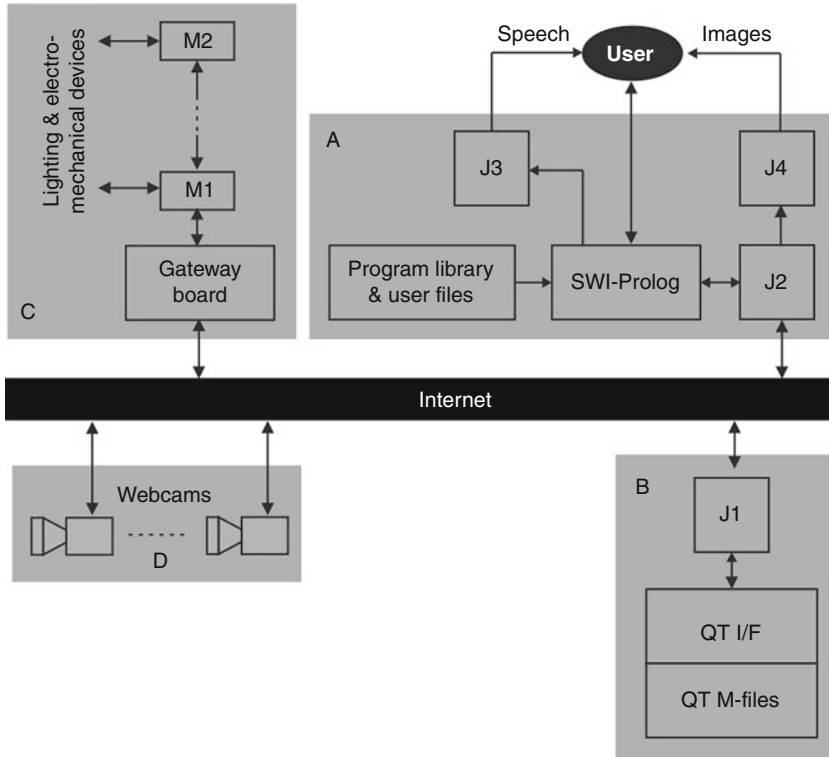 Lighting & electro-
mechanical devices
M2
M1
Gateway
board
C
Speech
User
Images
A
J3
J4
Program library
& user files
SWI-Prolog
J2
Internet
Webcams
D
B
J1
QT I/F
QT M-files